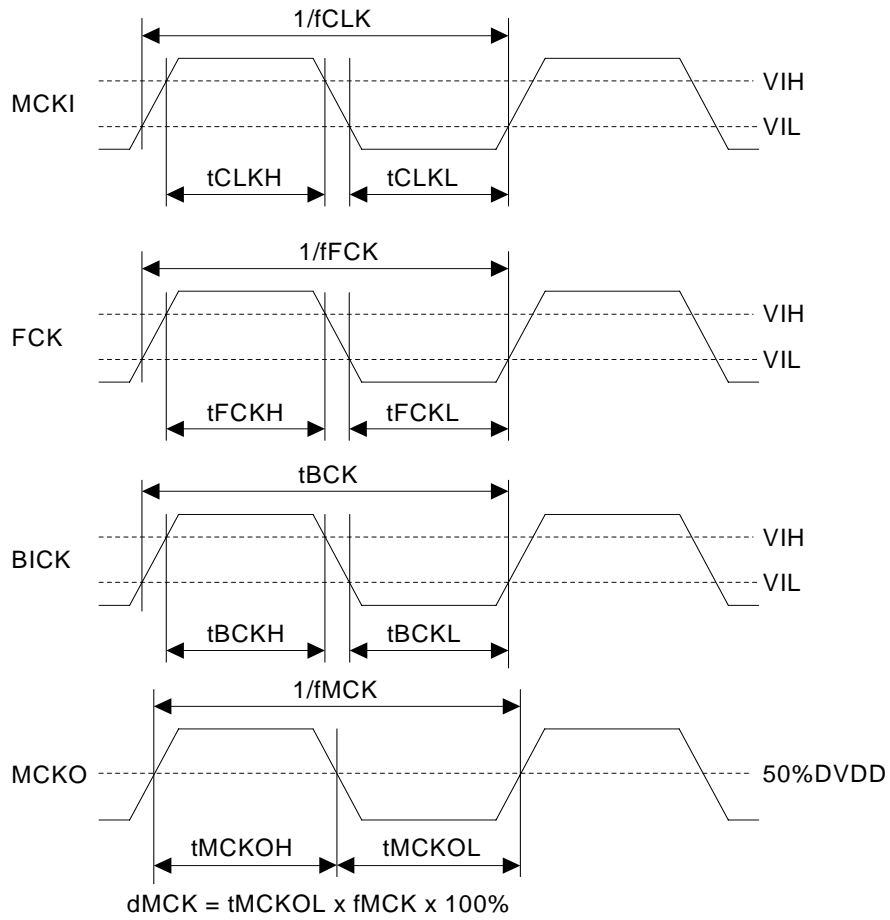 1/fCLK
MCKI
VIH
VIL
tCLKH
tCLKL
1/fFCK
FCK
VIH
VIL
tFCKH
tFCKL
tBCK
BICK
VIH
VIL
tBCKH
tBCKL
1/fMCK
MCKO
50%DVDD
tMCKOH
tMCKOL
dMCK = tMCKOL x fMCK x 100%